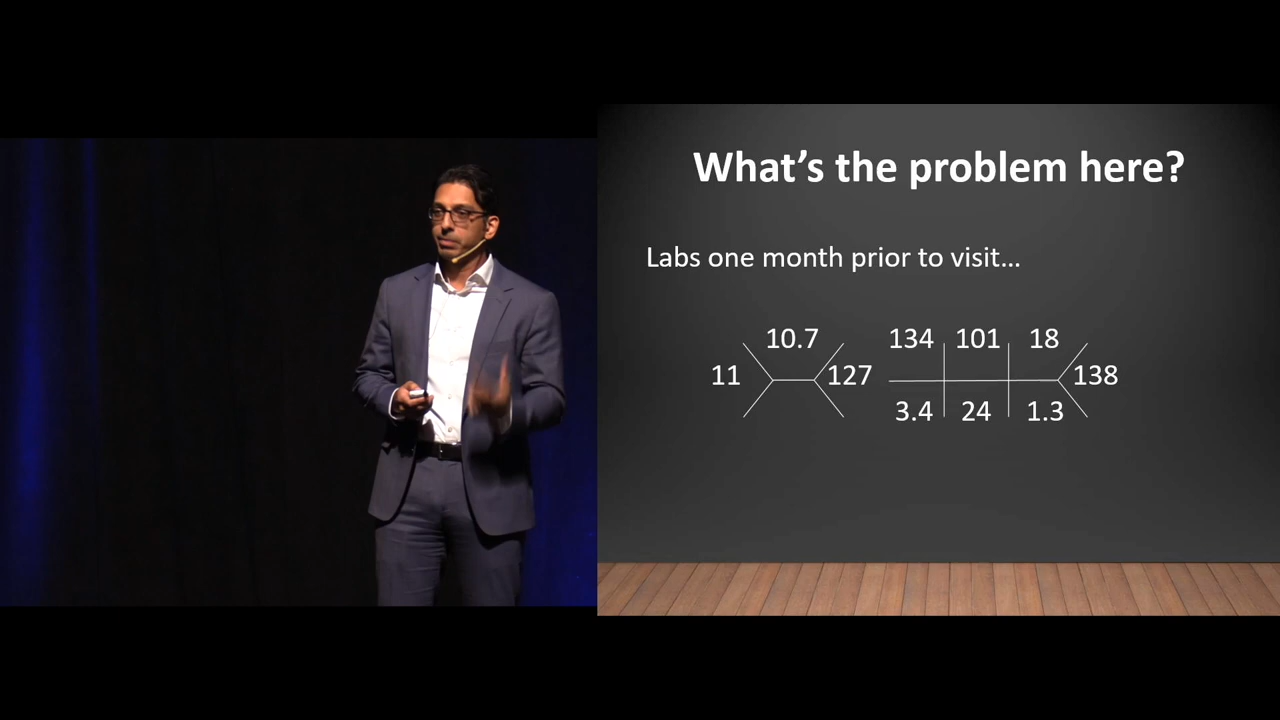 What’s the problem here?
Labs one month prior to visit...
10.7 134 101 18
11 127 138
3.4 24 1.3